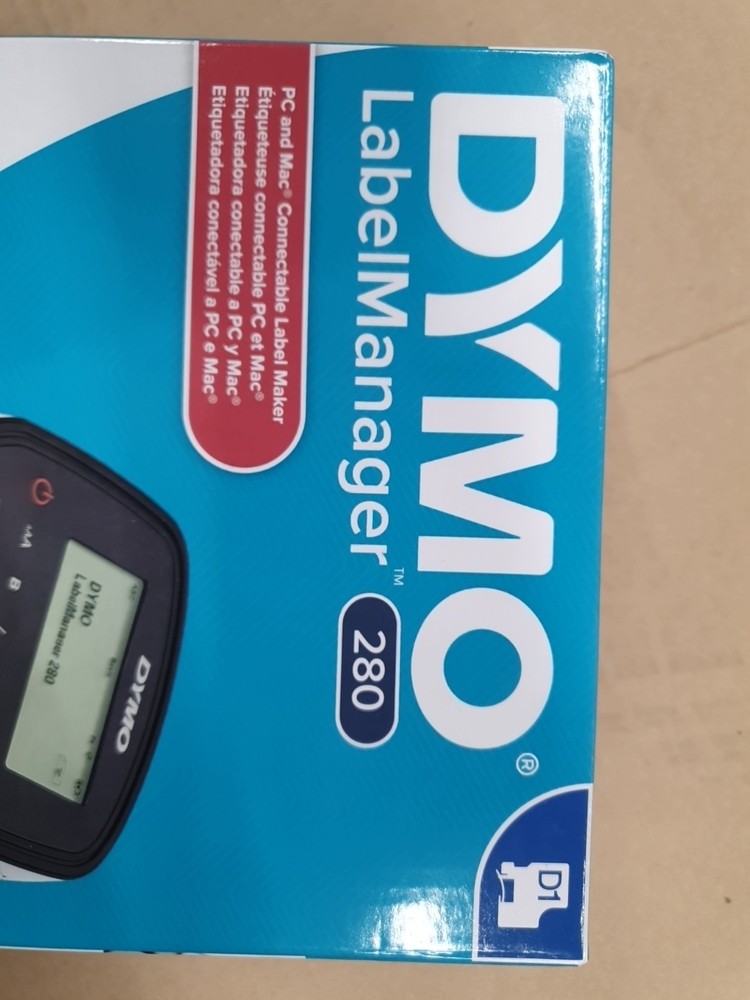 DYMO®
LabelManager™ 280
PC and Mac® Connectable Label Maker
Étiqueteuse connectable PC et Mac®
Etiquetadora conectable a PC y Mac®
Etiquetadora conectável a PC e Mac®
D1
DYMO
DYMO
LabelManager 280
B